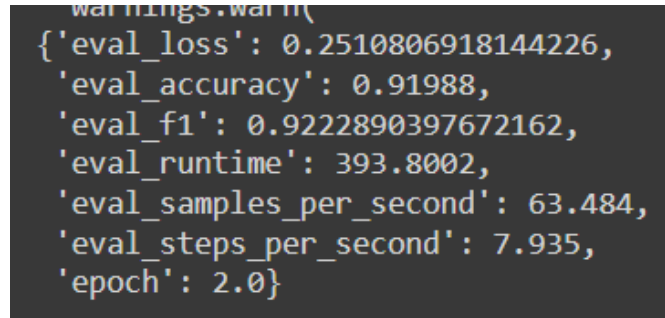 warnings.warn(
{'eval_loss': 0.2510806918144226,
'eval_accuracy': 0.91988,
'eval_f1': 0.9222890397672162,
'eval_runtime': 393.8002,
'eval_samples_per_second': 63.484,
'eval_steps_per_second': 7.935,
'epoch': 2.0}